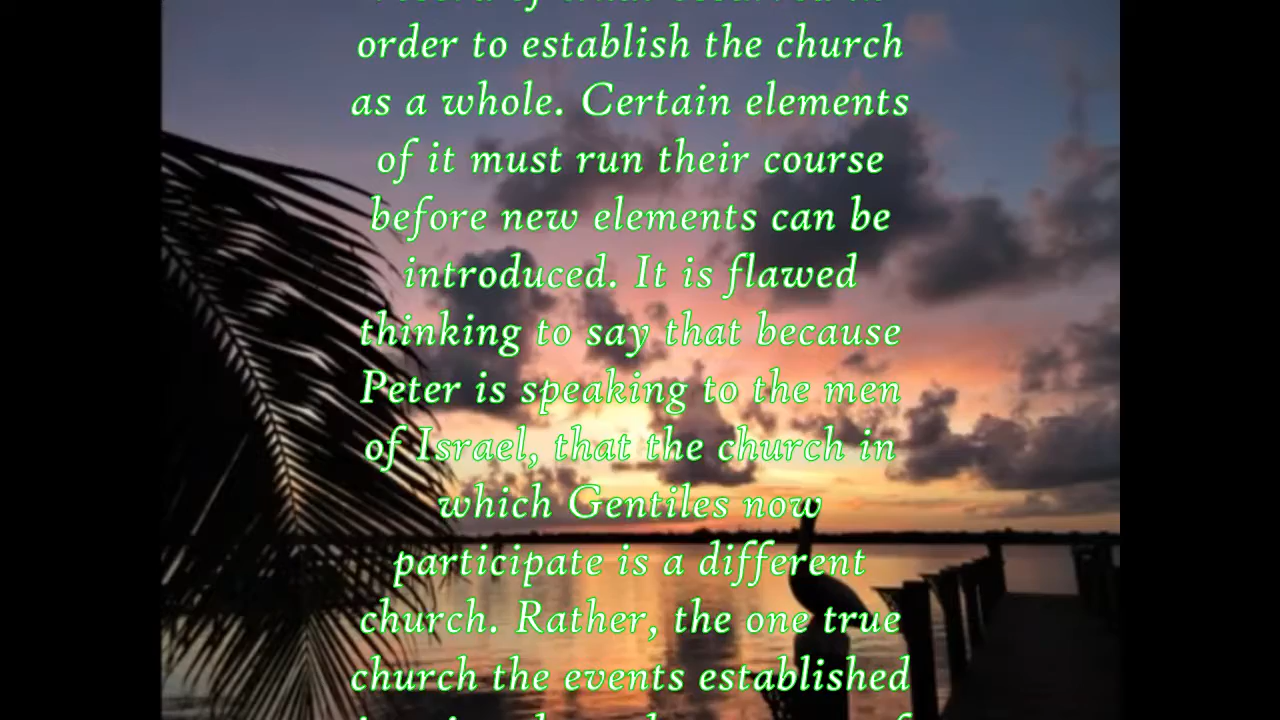 order to establish the church
as a whole. Certain elements
of it must run their course
before new elements can be
introduced. It is flawed
thinking to say that because
Peter is speaking to the men
of Israel, that the church in
which Gentiles now
participate is a different
church. Rather, the one true
church the events established